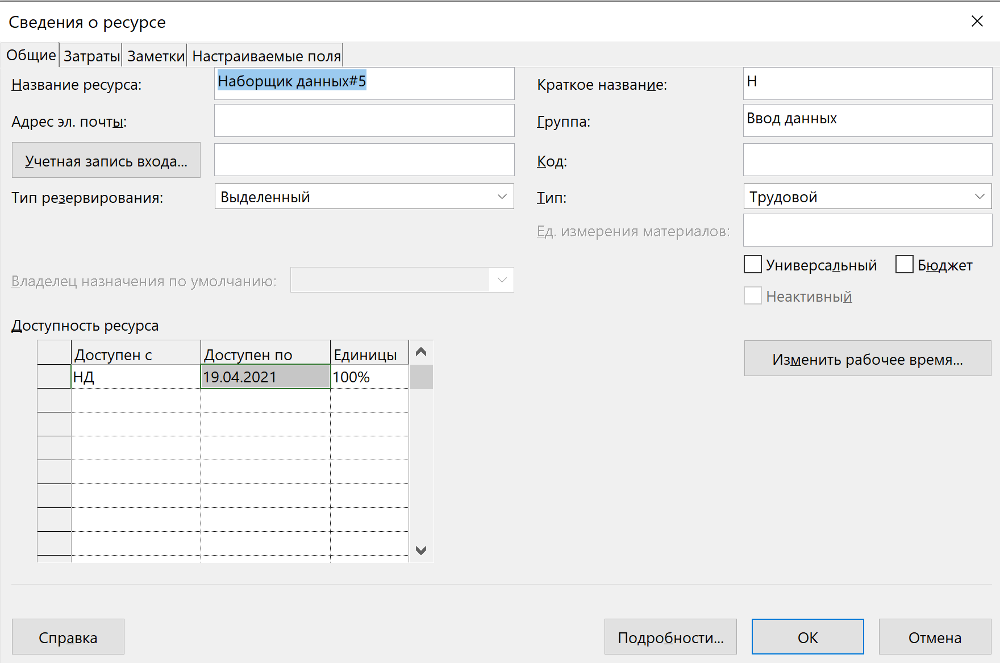 Сведения о ресурсе
Общие Затраты Заметки Настраиваемые поля
Название ресурса: Наборщик данных#5 Краткое название: Н
Адрес эл. почты: Группа: Ввод данных
Учетная запись входа... Код:
Тип резервирования: Выделенный Тип: Трудовой
Ед. измерения материалов:
Универсальный Бюджет
Владелец назначения по умолчанию:
Неактивный
Доступность ресурса
Доступен с Доступен по Единицы
Изменить рабочее время...
НД 19.04.2021 100%
Справка Подробности... ОК Отмена